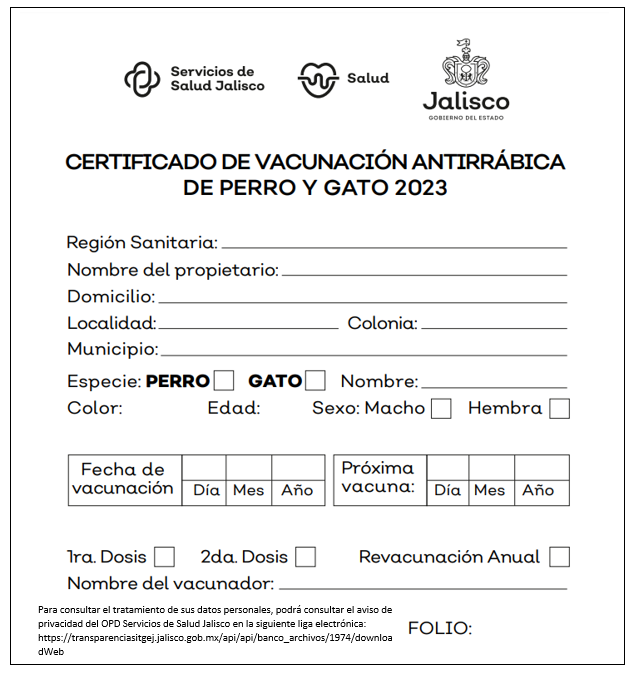 Servicios de
Salud Jalisco
Salud
Jalisco
GOBIERNO DEL ESTADO
CERTIFICADO DE VACUNACIÓN ANTIRRÁBICA
DE PERRO Y GATO 2023
Región Sanitaria:
Nombre del propietario:
Domicilio:
Localidad: Colonia:
Municipio:
Especie: PERRO GATO Nombre:
Color: Edad: Sexo: Macho Hembra
Fecha de
vacunación
Día Mes Año
Próxima
vacuna:
Día Mes Año
1ra. Dosis 2da. Dosis Revacunación Anual
Nombre del vacunador:
Para consultar el tratamiento de sus datos personales, podrá consultar el aviso de
privacidad del OPD Servicios de Salud Jalisco en la siguiente liga electrónica:
https://transparenciasitgej.jalisco.gob.mx/api/api/banco_archivos/1974/downloa
dWeb
FOLIO: